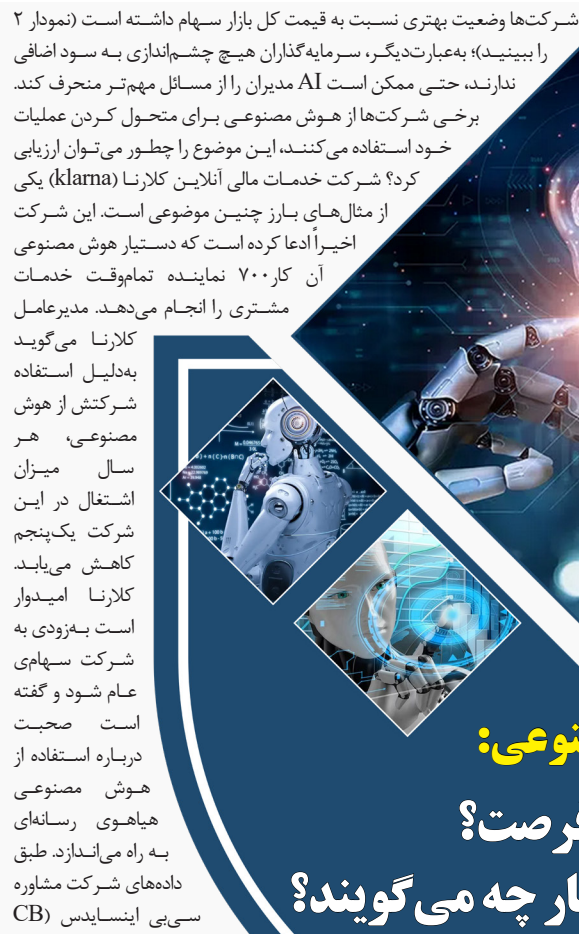 شرکت‌ها وضعیت بهتری نسبت به قیمت کل بازار سهام داشته است (نمودار ۲
را ببینید)؛ به‌عبارت‌دیگر، سرمایه‌گذاران هیچ چشم‌اندازی به سود اضافی
ندارند، حتی ممکن است AI مدیران را از مسائل مهم‌تر منحرف کند.
برخی شرکت‌ها از هوش مصنوعی برای متحول کردن عملیات
خود استفاده می‌کنند، این موضوع را چطور می‌توان ارزیابی
کرد؟ شرکت خدمات مالی آنلاین کلارنا (klarna) یکی
از مثال‌های بارز چنین موضوعی است. این شرکت
اخیراً ادعا کرده است که دستیار هوش مصنوعی
آن کار ۷۰۰ نماینده تمام‌وقت خدمات
مشتری را انجام می‌دهد. مدیرعامل
کلارنا می‌گوید
به‌دلیل استفاده
شرکتش از هوش
مصنوعی، هر
سال میزان
اشتغال در این
شرکت یک‌پنجم
کاهش می‌یابد.
کلارنا امیدوار
است به‌زودی به
شرکت سهامی
عام شود و گفته
است صحبت
درباره استفاده از
هوش مصنوعی
هیاهوی رسانه‌ای
به راه می‌اندازد. طبق
داده‌های شرکت مشاوره
سی‌بی اینسایدس (CB
نوعی:
فرصت؟
ار چه می‌گویند؟